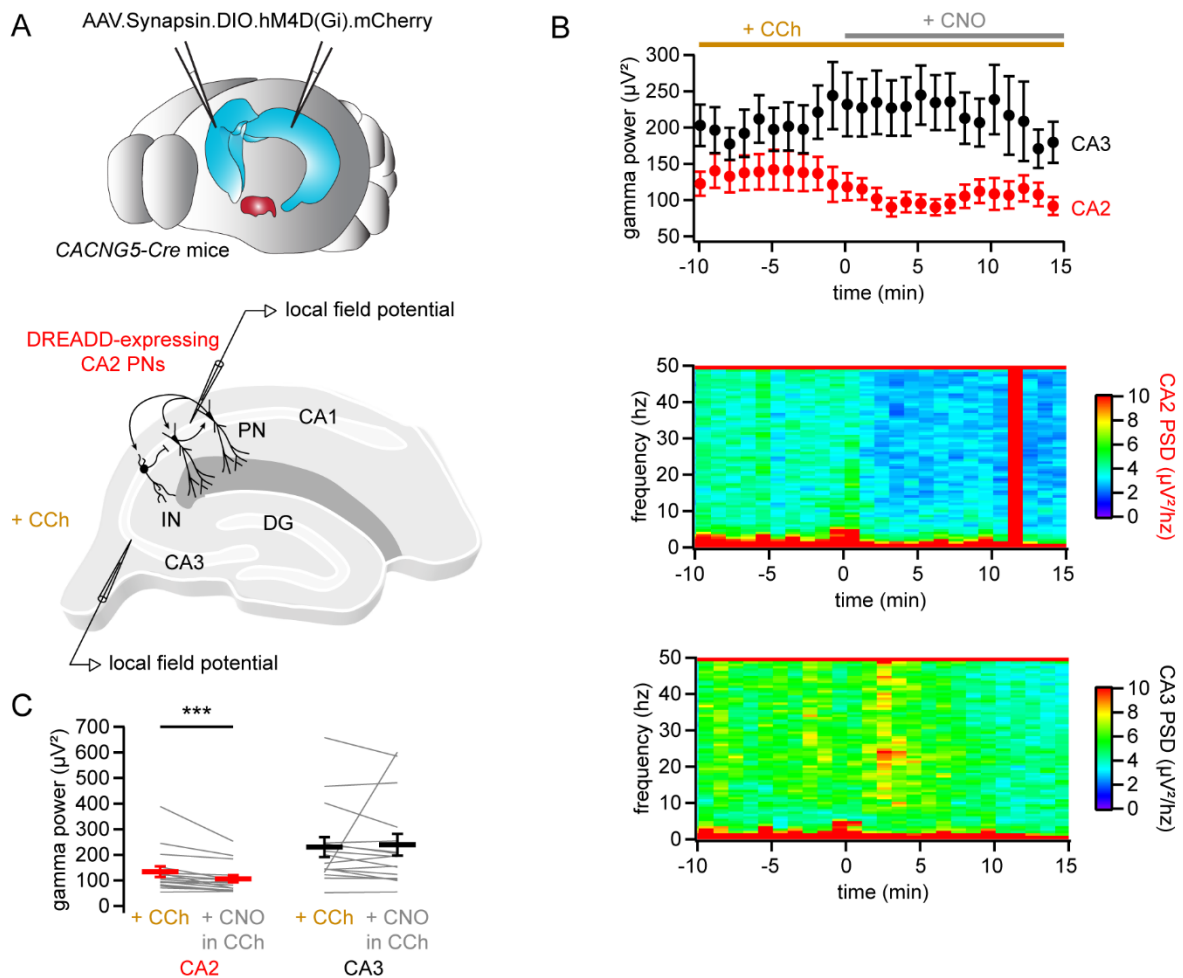 A
AAV.Synapsin.DIO.hM4D(Gi).mCherry
CACNG5-Cre mice
local field potential
DREADD-expressing
CA2 PNs
CA1
PN
+ CCh
IN
DG
CA3
local field potential
B
+ CNO
+ CCh
gamma power (µV²)
300
250
200
150
100
50
CA3
CA2
-10
-5
0
5
10
15
time (min)
frequency (hz)
50
40
30
20
10
0
-10
-5
0
5
10
15
time (min)
10
8
6
4
2
0
CA2 PSD (µV²/hz)
frequency (hz)
50
40
30
20
10
0
-10
-5
0
5
10
15
time (min)
10
8
6
4
2
0
CA3 PSD (µV²/hz)
C
gamma power (µV²)
700
600
500
400
300
200
100
0
***
+ CCh
+ CNO
in CCh
+ CCh
+ CNO
in CCh
CA2
CA3